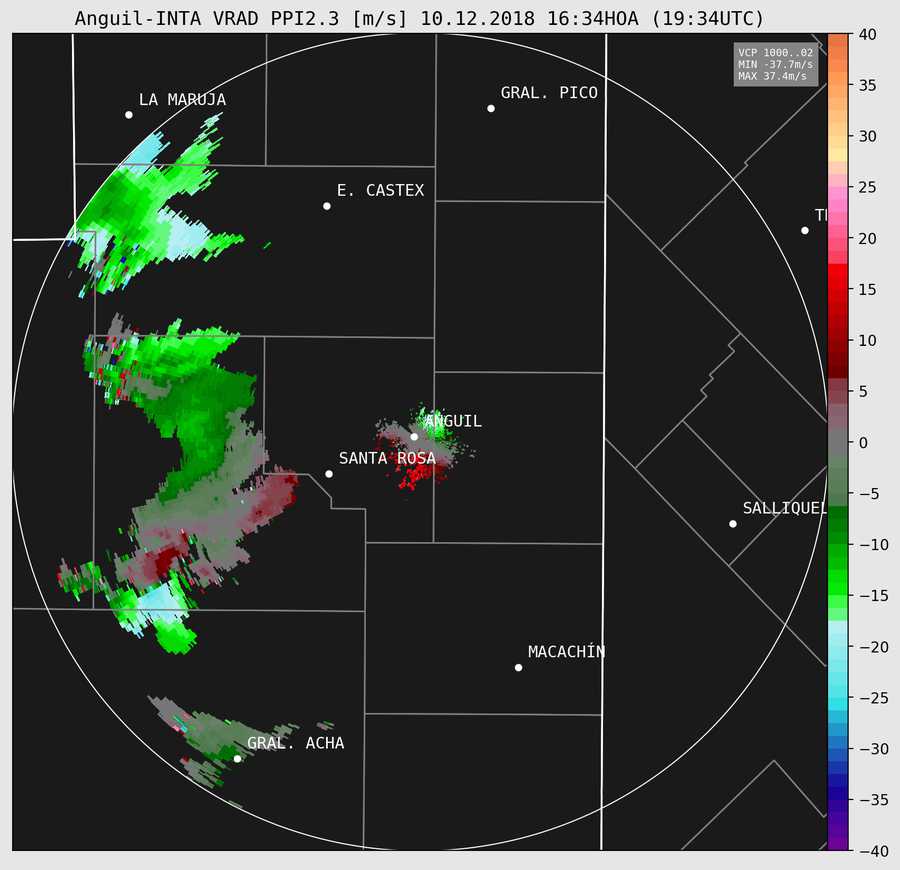 Anguil-INTA VRAD PPI2.3 [m/s] 10.12.2018 16:34HOA (19:34UTC)
VCP 1000..02
MIN -37.7m/s
MAX 37.4m/s
LA MARUJA
GRAL. PICO
E. CASTEX
ANGUIL
SANTA ROSA
SALLIQUEL
MACACHÍN
GRAL. ACHA
40
35
30
25
20
15
10
5
0
−5
−10
−15
−20
−25
−30
−35
−40